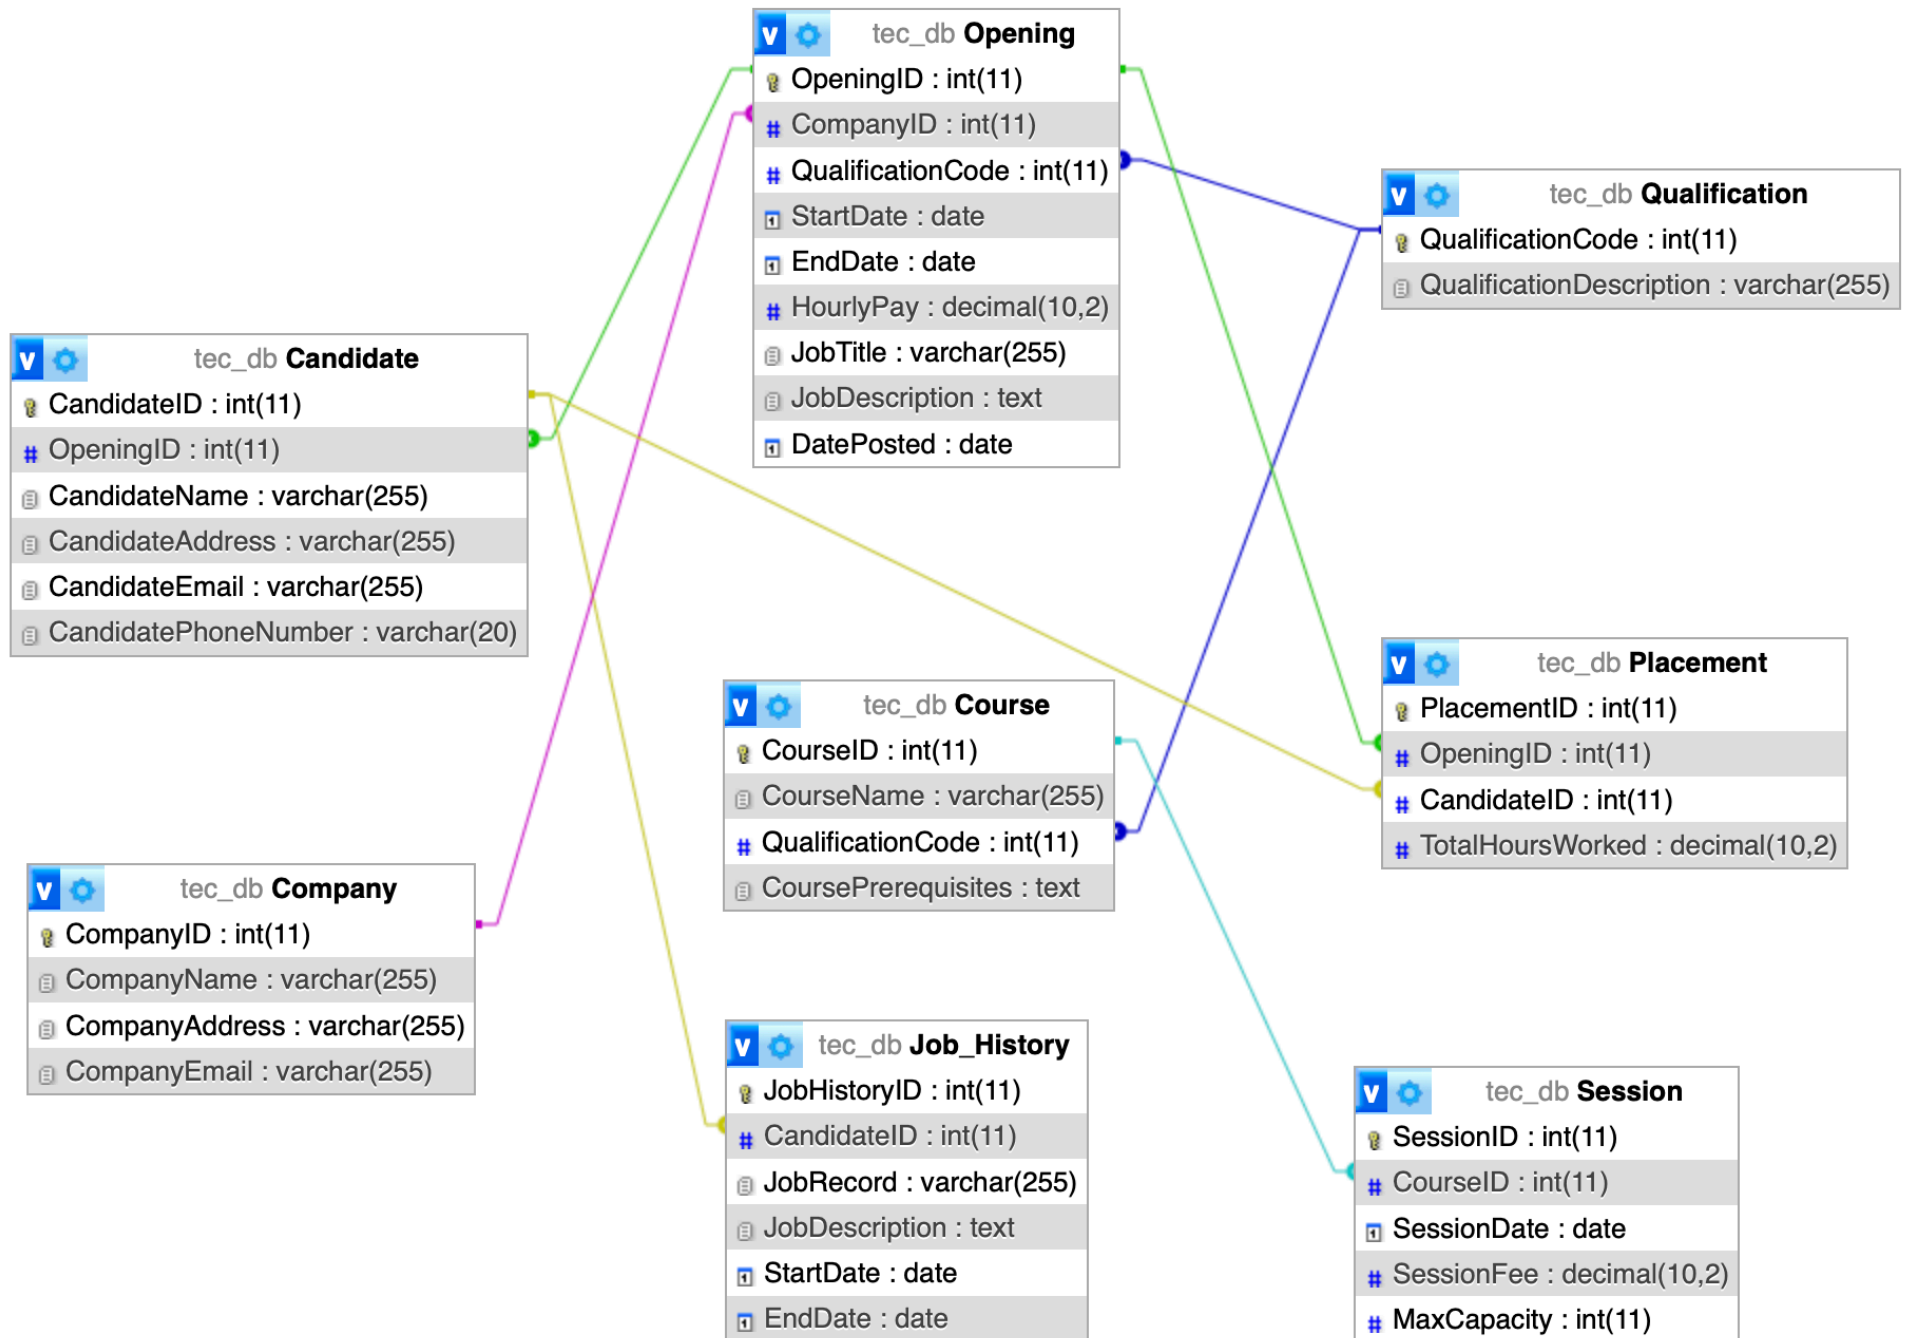 v tec_db Opening
OpeningID : int(11)
# CompanyID : int(11)
# QualificationCode : int(11)
StartDate : date
EndDate : date
# HourlyPay : decimal(10,2)
JobTitle : varchar(255)
JobDescription : text
DatePosted : date
v tec_db Qualification
QualificationCode : int(11)
QualificationDescription : varchar(255)
v tec_db Candidate
CandidateID : int(11)
# OpeningID : int(11)
CandidateName : varchar(255)
CandidateAddress : varchar(255)
CandidateEmail : varchar(255)
CandidatePhoneNumber : varchar(20)
v tec_db Placement
PlacementID : int(11)
# OpeningID : int(11)
# CandidateID : int(11)
# TotalHoursWorked : decimal(10,2)
v tec_db Course
CourseID : int(11)
CourseName : varchar(255)
# QualificationCode : int(11)
CoursePrerequisites : text
v tec_db Company
CompanyID : int(11)
CompanyName : varchar(255)
CompanyAddress : varchar(255)
CompanyEmail : varchar(255)
v tec_db Job_History
JobHistoryID : int(11)
# CandidateID : int(11)
JobRecord : varchar(255)
JobDescription : text
StartDate : date
EndDate : date
v tec_db Session
SessionID : int(11)
# CourseID : int(11)
SessionDate : date
# SessionFee : decimal(10,2)
# MaxCapacity : int(11)